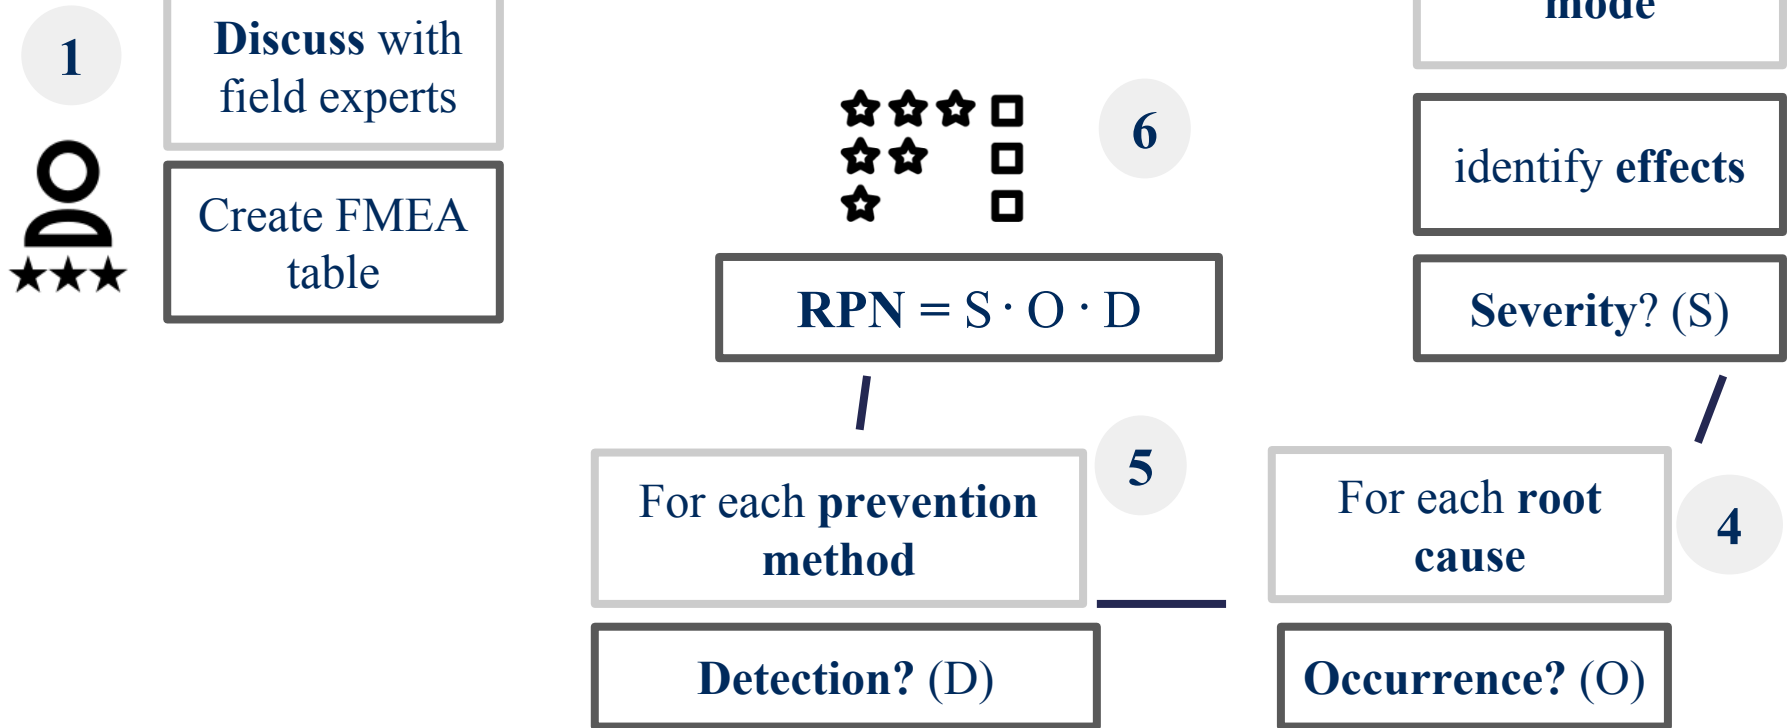 1
Discuss with
field experts
Create FMEA
table
mode
identify effects
Severity? (S)
4
For each root
cause
Occurrence? (O)
5
For each prevention
method
Detection? (D)
6
RPN = S · O · D